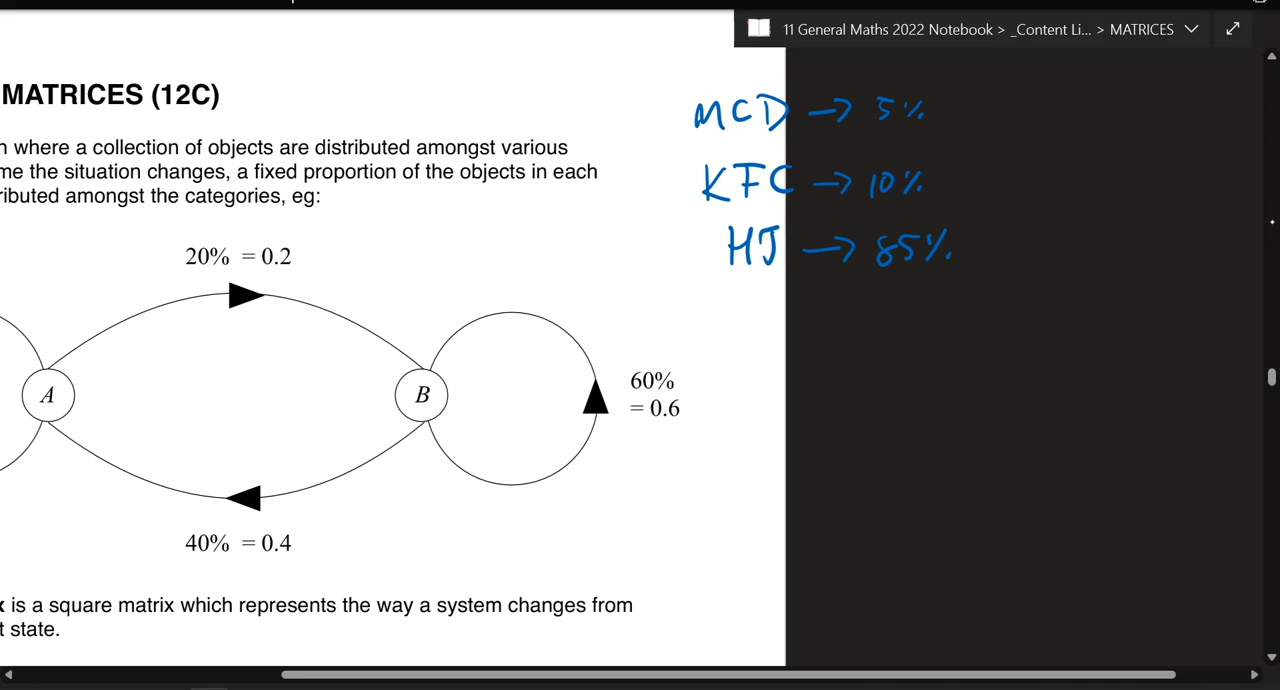 11 General Maths 2022 Notebook > _Content Li... > MATRICES
MATRICES (12C)
n where a collection of objects are distributed amongst various
me the situation changes, a fixed proportion of the objects in each
ributed amongst the categories, eg:
MCD → 5%
KFC → 10%
HJ → 85%
20% = 0.2
A
B
60%
= 0.6
40% = 0.4
x is a square matrix which represents the way a system changes from
t state.